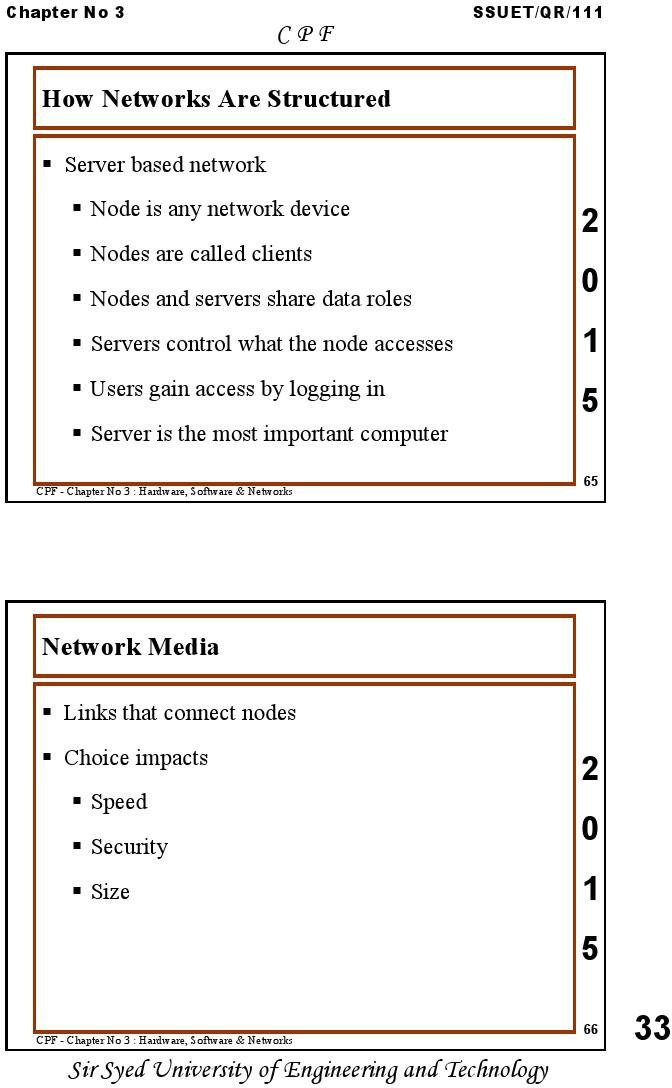 Chapter No 3 SSUET/QR/111
CPF
How Networks Are Structured
▪ Server based network
▪ Node is any network device
▪ Nodes are called clients
▪ Nodes and servers share data roles
▪ Servers control what the node accesses
▪ Users gain access by logging in
▪ Server is the most important computer
2
0
1
5
65
CPF - Chapter No 3 : Hardware, Software & Networks
Network Media
▪ Links that connect nodes
▪ Choice impacts
▪ Speed
▪ Security
▪ Size
2
0
1
5
66
CPF - Chapter No 3 : Hardware, Software & Networks
33
Sir Syed University of Engineering and Technology